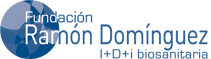 Fundación
Ramón Domínguez
I+D+i biosanitaria